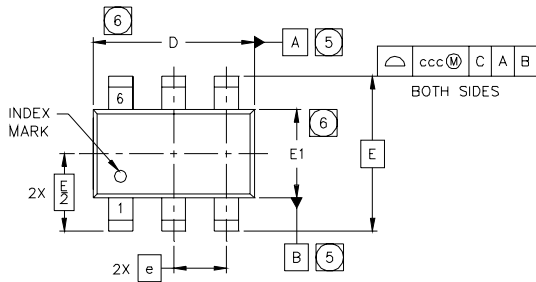 6
D
A 5
⌓ ccc Ⓜ C A B
BOTH SIDES
6
INDEX
MARK
E1
6
E
2X E/2
1
B 5
2X e